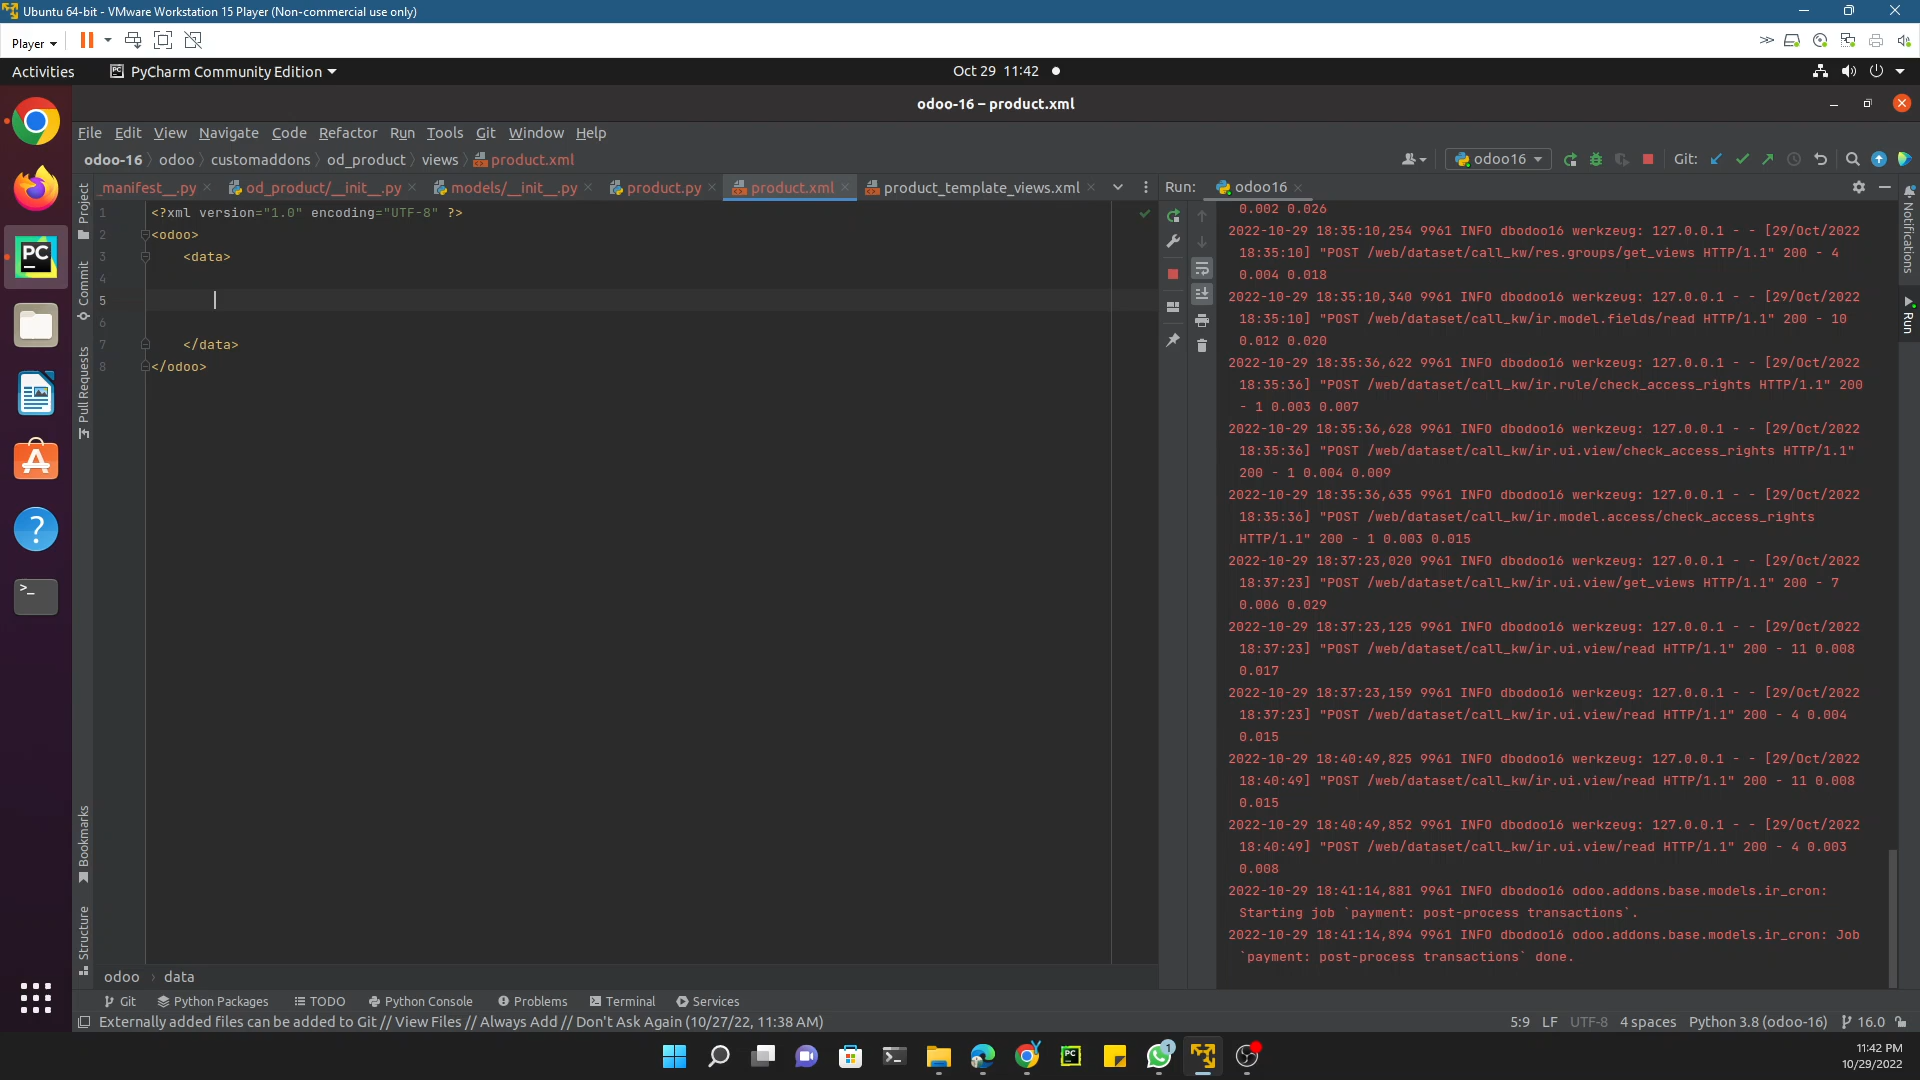 Ubuntu 64-bit - VMware Workstation 15 Player (Non-commercial use only)
Player
Activities
PyCharm Community Edition
Oct 29 11:42
odoo-16 – product.xml
File Edit View Navigate Code Refactor Run Tools Git Window Help
odoo-16 odoo customaddons od_product views product.xml
odoo16
Git:
Project
_manifest__.py
od_product/__init__.py
models/__init__.py
product.py
product.xml
product_template_views.xml
Run:
odoo16
Notifications
Run
Commit
Pull Requests
Bookmarks
Structure
1 <?xml version="1.0" encoding="UTF-8" ?>
2 <odoo>
3 <data>
4
5
6
7 </data>
8 </odoo>
0.002 0.026
2022-10-29 18:35:10,254 9961 INFO dbodoo16 werkzeug: 127.0.0.1 - - [29/Oct/2022
18:35:10] "POST /web/dataset/call_kw/res.groups/get_views HTTP/1.1" 200 - 4
0.004 0.018
2022-10-29 18:35:10,340 9961 INFO dbodoo16 werkzeug: 127.0.0.1 - - [29/Oct/2022
18:35:10] "POST /web/dataset/call_kw/ir.model.fields/read HTTP/1.1" 200 - 10
0.012 0.020
2022-10-29 18:35:36,622 9961 INFO dbodoo16 werkzeug: 127.0.0.1 - - [29/Oct/2022
18:35:36] "POST /web/dataset/call_kw/ir.rule/check_access_rights HTTP/1.1" 200
- 1 0.003 0.007
2022-10-29 18:35:36,628 9961 INFO dbodoo16 werkzeug: 127.0.0.1 - - [29/Oct/2022
18:35:36] "POST /web/dataset/call_kw/ir.ui.view/check_access_rights HTTP/1.1"
200 - 1 0.004 0.009
2022-10-29 18:35:36,635 9961 INFO dbodoo16 werkzeug: 127.0.0.1 - - [29/Oct/2022
18:35:36] "POST /web/dataset/call_kw/ir.model.access/check_access_rights
HTTP/1.1" 200 - 1 0.003 0.015
2022-10-29 18:37:23,020 9961 INFO dbodoo16 werkzeug: 127.0.0.1 - - [29/Oct/2022
18:37:23] "POST /web/dataset/call_kw/ir.ui.view/get_views HTTP/1.1" 200 - 7
0.006 0.029
2022-10-29 18:37:23,125 9961 INFO dbodoo16 werkzeug: 127.0.0.1 - - [29/Oct/2022
18:37:23] "POST /web/dataset/call_kw/ir.ui.view/read HTTP/1.1" 200 - 11 0.008
0.017
2022-10-29 18:37:23,159 9961 INFO dbodoo16 werkzeug: 127.0.0.1 - - [29/Oct/2022
18:37:23] "POST /web/dataset/call_kw/ir.ui.view/read HTTP/1.1" 200 - 4 0.004
0.015
2022-10-29 18:40:49,825 9961 INFO dbodoo16 werkzeug: 127.0.0.1 - - [29/Oct/2022
18:40:49] "POST /web/dataset/call_kw/ir.ui.view/read HTTP/1.1" 200 - 11 0.008
0.015
2022-10-29 18:40:49,852 9961 INFO dbodoo16 werkzeug: 127.0.0.1 - - [29/Oct/2022
18:40:49] "POST /web/dataset/call_kw/ir.ui.view/read HTTP/1.1" 200 - 4 0.003
0.008
2022-10-29 18:41:14,881 9961 INFO dbodoo16 odoo.addons.base.models.ir_cron:
Starting job `payment: post-process transactions`.
2022-10-29 18:41:14,894 9961 INFO dbodoo16 odoo.addons.base.models.ir_cron: Job
`payment: post-process transactions` done.
odoo › data
Git Python Packages TODO Python Console Problems Terminal Services
Externally added files can be added to Git // View Files // Always Add // Don't Ask Again (10/27/22, 11:38 AM)
5:9 LF UTF-8 4 spaces Python 3.8 (odoo-16) 16.0
11:42 PM
10/29/2022